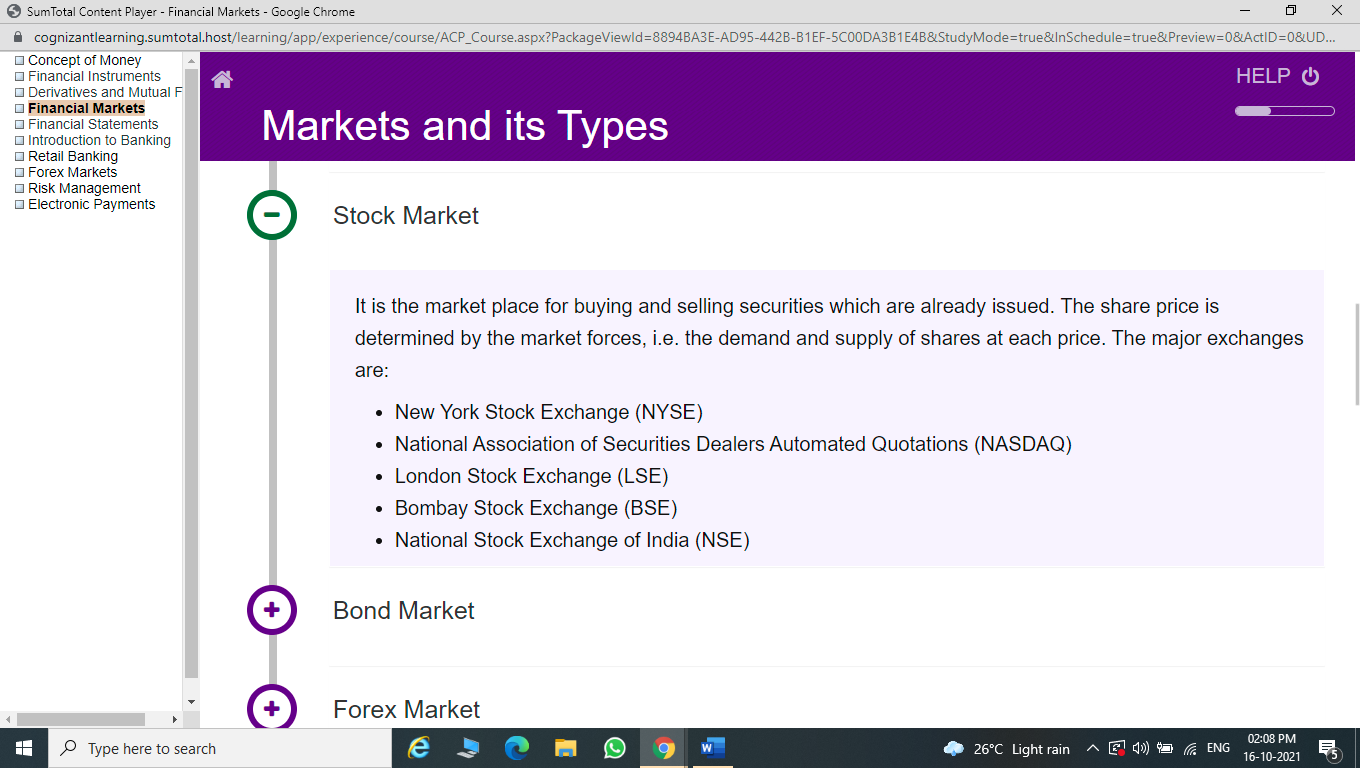 SumTotal Content Player - Financial Markets - Google Chrome
cognizantlearning.sumtotal.host/learning/app/experience/course/ACP_Course.aspx?PackageViewId=8894BA3E-AD95-442B-B1EF-5C00DA3B1E4B&StudyMode=true&InSchedule=true&Preview=0&ActID=0&UD...
Concept of Money
Financial Instruments
Derivatives and Mutual F
Financial Markets
Financial Statements
Introduction to Banking
Retail Banking
Forex Markets
Risk Management
Electronic Payments
HELP
Markets and its Types
Stock Market
It is the market place for buying and selling securities which are already issued. The share price is
determined by the market forces, i.e. the demand and supply of shares at each price. The major exchanges
are:
• New York Stock Exchange (NYSE)
• National Association of Securities Dealers Automated Quotations (NASDAQ)
• London Stock Exchange (LSE)
• Bombay Stock Exchange (BSE)
• National Stock Exchange of India (NSE)
Bond Market
Forex Market
Type here to search
26°C Light rain
ENG
02:08 PM
16-10-2021
5